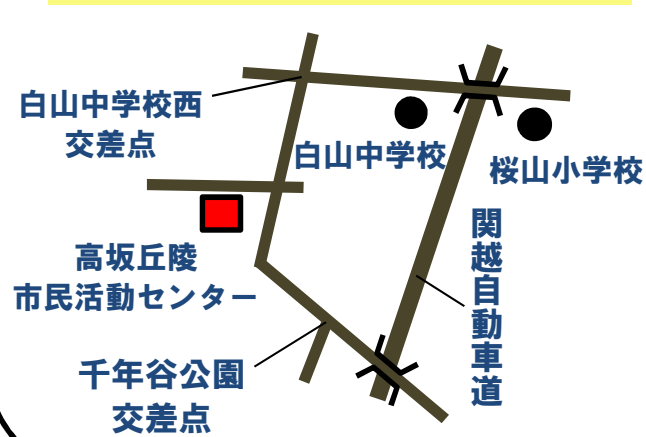 白山中学校西
交差点
白山中学校
桜山小学校
高坂丘陵
市民活動センター
関越自動車道
千年谷公園
交差点